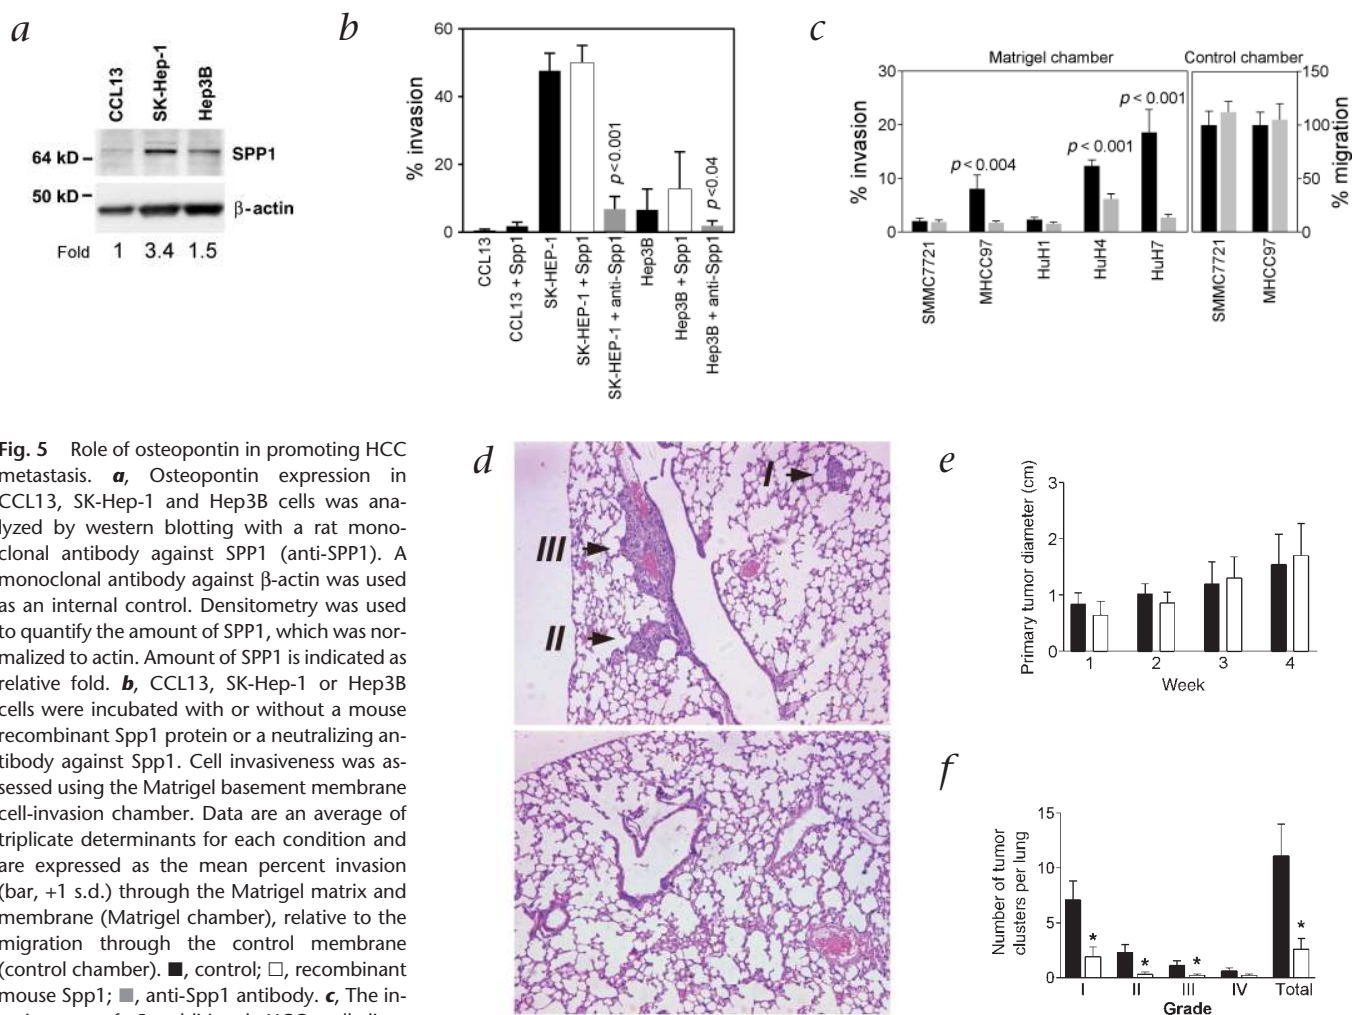 a
CCL13
SK-Hep-1
Hep3B
64 kD
SPP1
50 kD
β-actin
Fold 1 3.4 1.5
b
% invasion
60
40
20
0
p<0.001
p<0.04
CCL13
CCL13 + Spp1
SK-HEP-1
SK-HEP-1 + Spp1
SK-HEP-1 + anti-Spp1
Hep3B
Hep3B + Spp1
Hep3B + anti-Spp1
c
Matrigel chamber
Control chamber
% invasion
30
20
10
0
p < 0.004
p < 0.001
p < 0.001
150
100
50
0
% migration
SMMC7721
MHCC97
HuH1
HuH4
HuH7
SMMC7721
MHCC97
Fig. 5 Role of osteopontin in promoting HCC
metastasis. a, Osteopontin expression in
CCL13, SK-Hep-1 and Hep3B cells was ana-
lyzed by western blotting with a rat mono-
clonal antibody against SPP1 (anti-SPP1). A
monoclonal antibody against β-actin was used
as an internal control. Densitometry was used
to quantify the amount of SPP1, which was nor-
malized to actin. Amount of SPP1 is indicated as
relative fold. b, CCL13, SK-Hep-1 or Hep3B
cells were incubated with or without a mouse
recombinant Spp1 protein or a neutralizing an-
tibody against Spp1. Cell invasiveness was as-
sessed using the Matrigel basement membrane
cell-invasion chamber. Data are an average of
triplicate determinants for each condition and
are expressed as the mean percent invasion
(bar, +1 s.d.) through the Matrigel matrix and
membrane (Matrigel chamber), relative to the
migration through the control membrane
(control chamber). ■, control; □, recombinant
mouse Spp1; ■, anti-Spp1 antibody. c, The in-
d
I
III
II
e
Primary tumor diameter (cm)
3
2
1
0
1 2 3 4
Week
f
Number of tumor
clusters per lung
15
10
5
0
* * * *
I II III IV Total
Grade